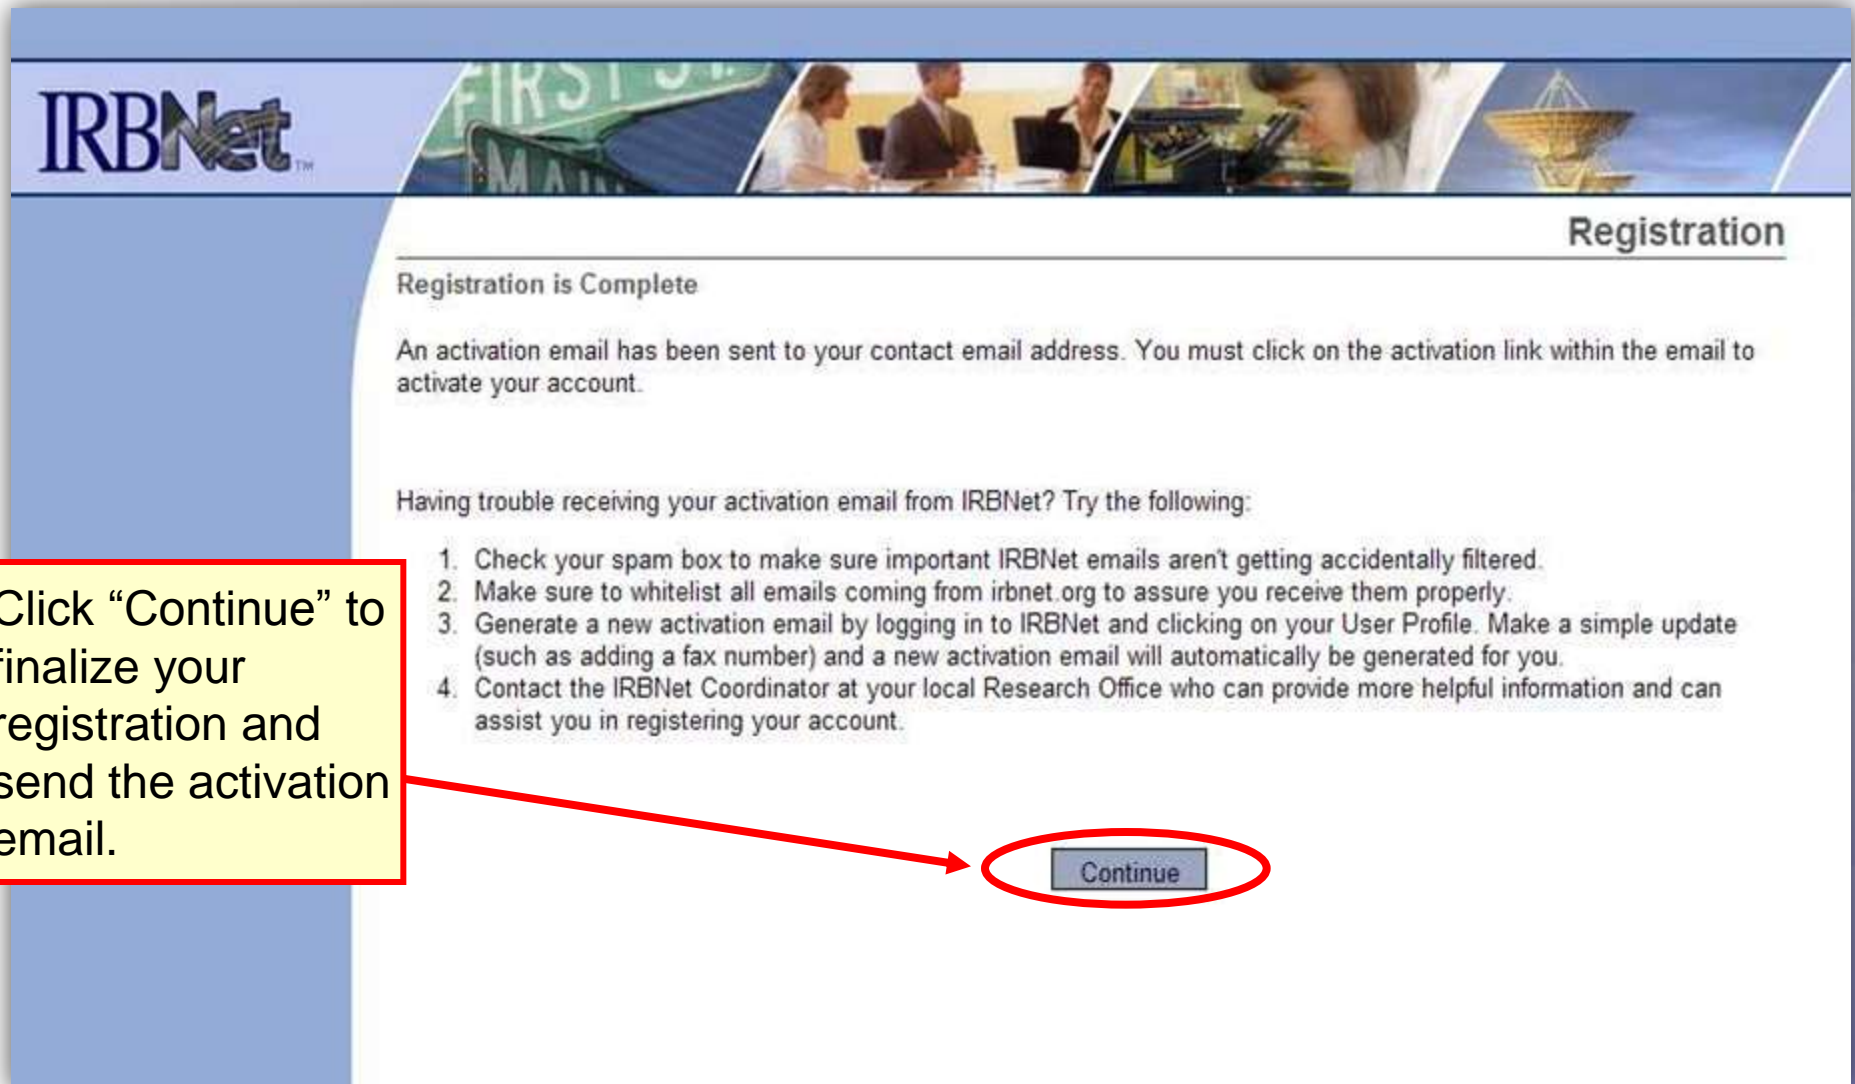 FIRST ST.
MAIN
IRBNet™
Registration
Registration is Complete
An activation email has been sent to your contact email address. You must click on the activation link within the email to
activate your account.
Having trouble receiving your activation email from IRBNet? Try the following:
1. Check your spam box to make sure important IRBNet emails aren't getting accidentally filtered.
2. Make sure to whitelist all emails coming from irbnet.org to assure you receive them properly.
3. Generate a new activation email by logging in to IRBNet and clicking on your User Profile. Make a simple update
(such as adding a fax number) and a new activation email will automatically be generated for you.
4. Contact the IRBNet Coordinator at your local Research Office who can provide more helpful information and can
assist you in registering your account.
Click “Continue” to
finalize your
registration and
send the activation
email.
Continue